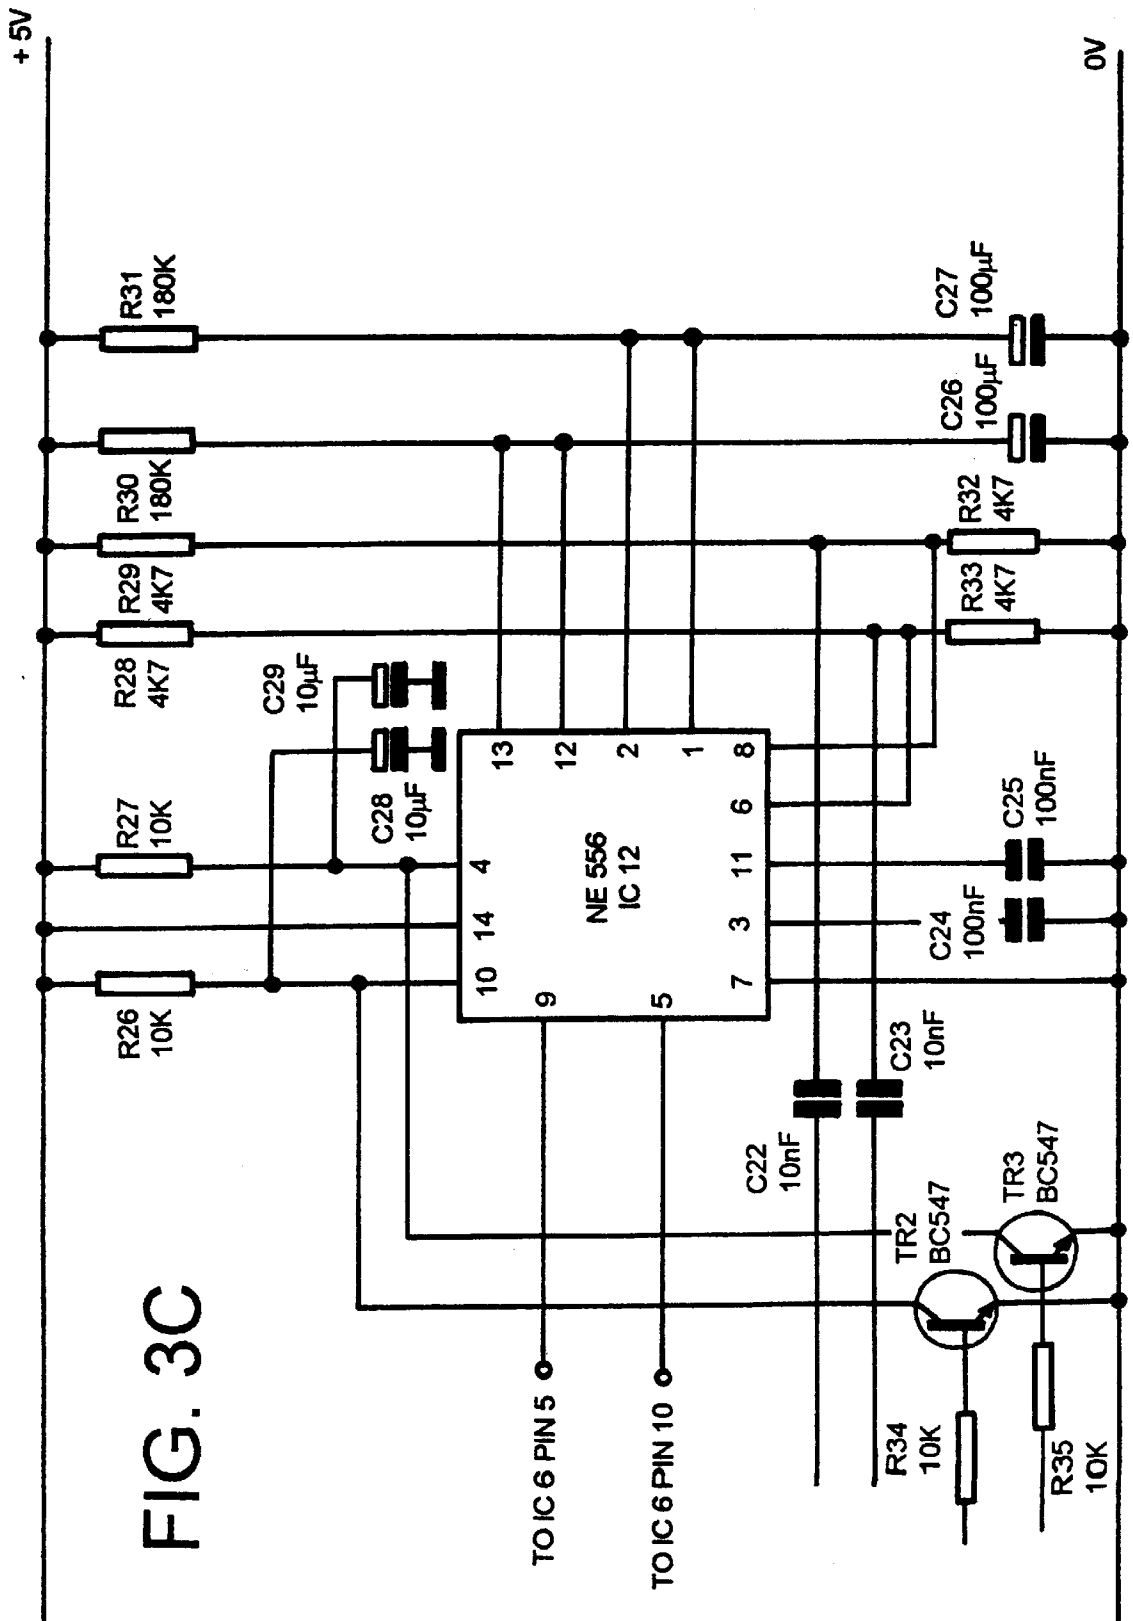 FIG. 3C
+ 5V
R26
10K
R27
10K
R28
4K7
R29
4K7
R30
180K
R31
180K
C28
10µF
C29
10µF
10
14
4
9
5
NE 556
IC 12
13
12
2
1
7
3
11
6
8
TO IC 6 PIN 5
TO IC 6 PIN 10
C22
10nF
C23
10nF
C24
100nF
C25
100nF
R33
4K7
R32
4K7
C26
100µF
C27
100µF
R34
10K
TR2
BC547
TR3
BC547
R35
10K
0V